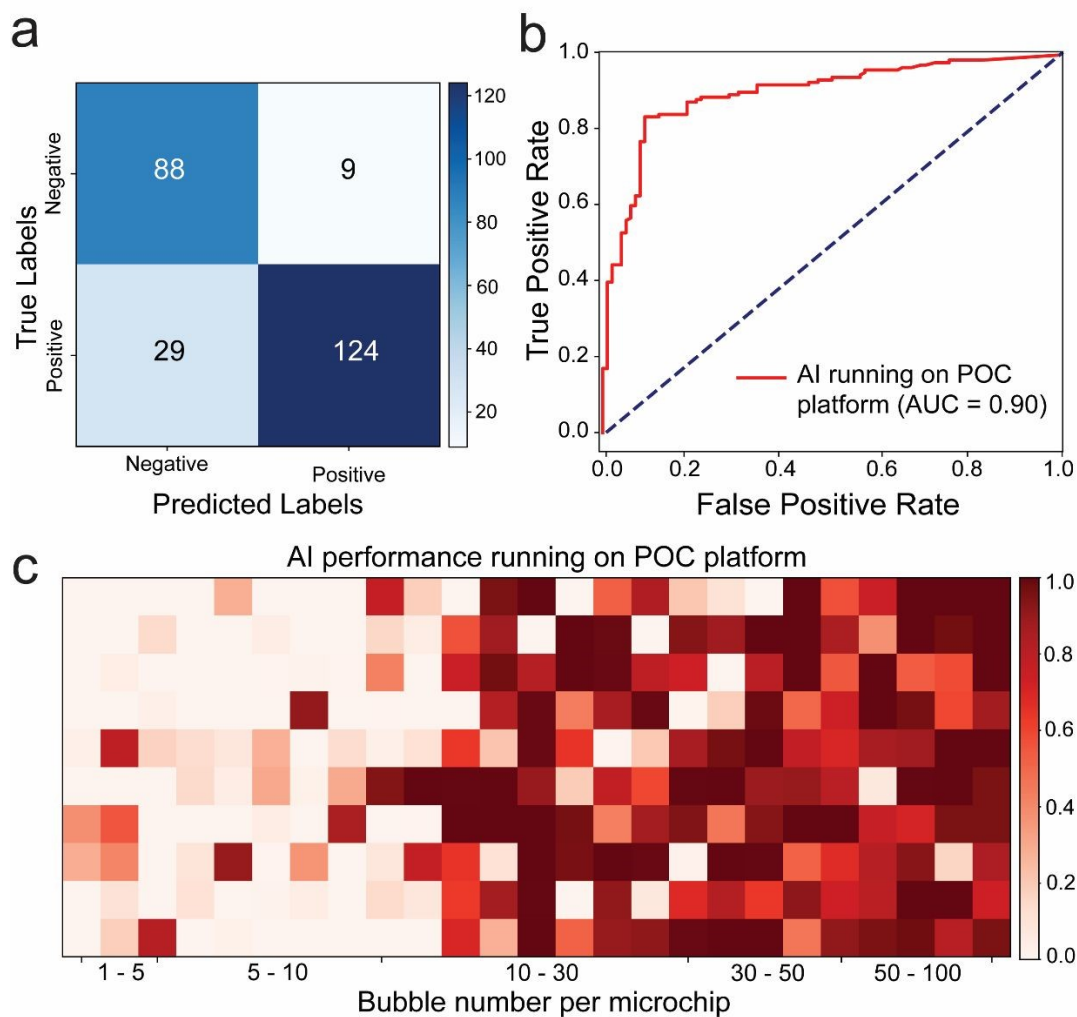 a
120
100
80
60
40
20
Negative
Positive
True Labels
88
9
29
124
Negative
Positive
Predicted Labels
b
1.0
0.8
0.6
0.4
0.2
0.0
True Positive Rate
AI running on POC
platform (AUC = 0.90)
0.0
0.2
0.4
0.6
0.8
1.0
False Positive Rate
c
AI performance running on POC platform
1.0
0.8
0.6
0.4
0.2
0.0
1 - 5
5 - 10
10 - 30
30 - 50
50 - 100
Bubble number per microchip